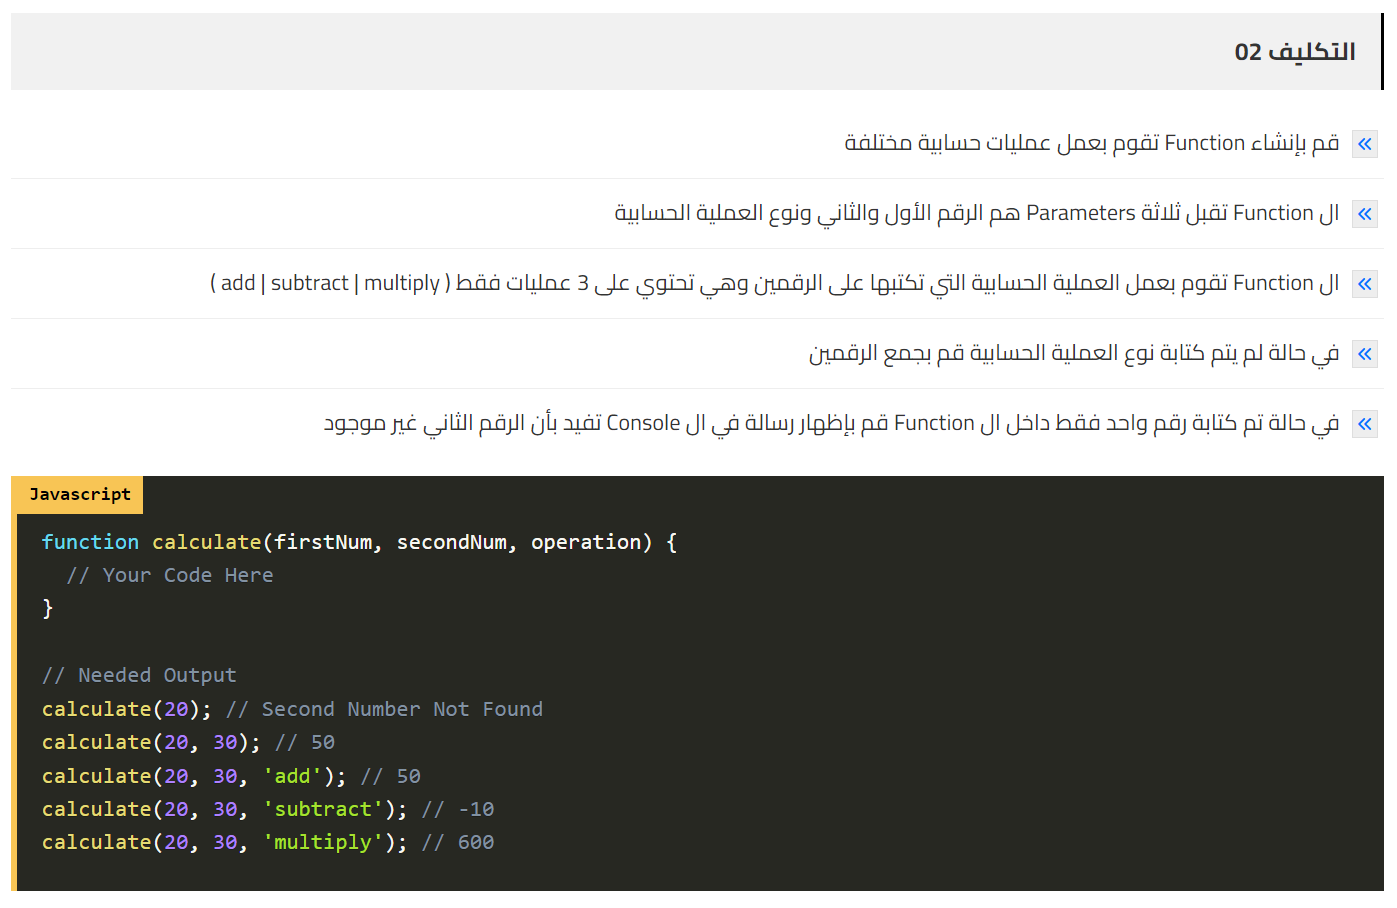 التكليف 02
قم بإنشاء Function تقوم بعمل عمليات حسابية مختلفة
ال Function تقبل ثلاثة Parameters هم الرقم الأول والثاني ونوع العملية الحسابية
ال Function تقوم بعمل العملية الحسابية التي تكتبها على الرقمين وهي تحتوي على 3 عمليات فقط ( add | subtract | multiply )
في حالة لم يتم كتابة نوع العملية الحسابية قم بجمع الرقمين
في حالة تم كتابة رقم واحد فقط داخل ال Function قم بإظهار رسالة في ال Console تفيد بأن الرقم الثاني غير موجود
Javascript
function calculate(firstNum, secondNum, operation) {
  // Your Code Here
}
// Needed Output
calculate(20); // Second Number Not Found
calculate(20, 30); // 50
calculate(20, 30, 'add'); // 50
calculate(20, 30, 'subtract'); // -10
calculate(20, 30, 'multiply'); // 600